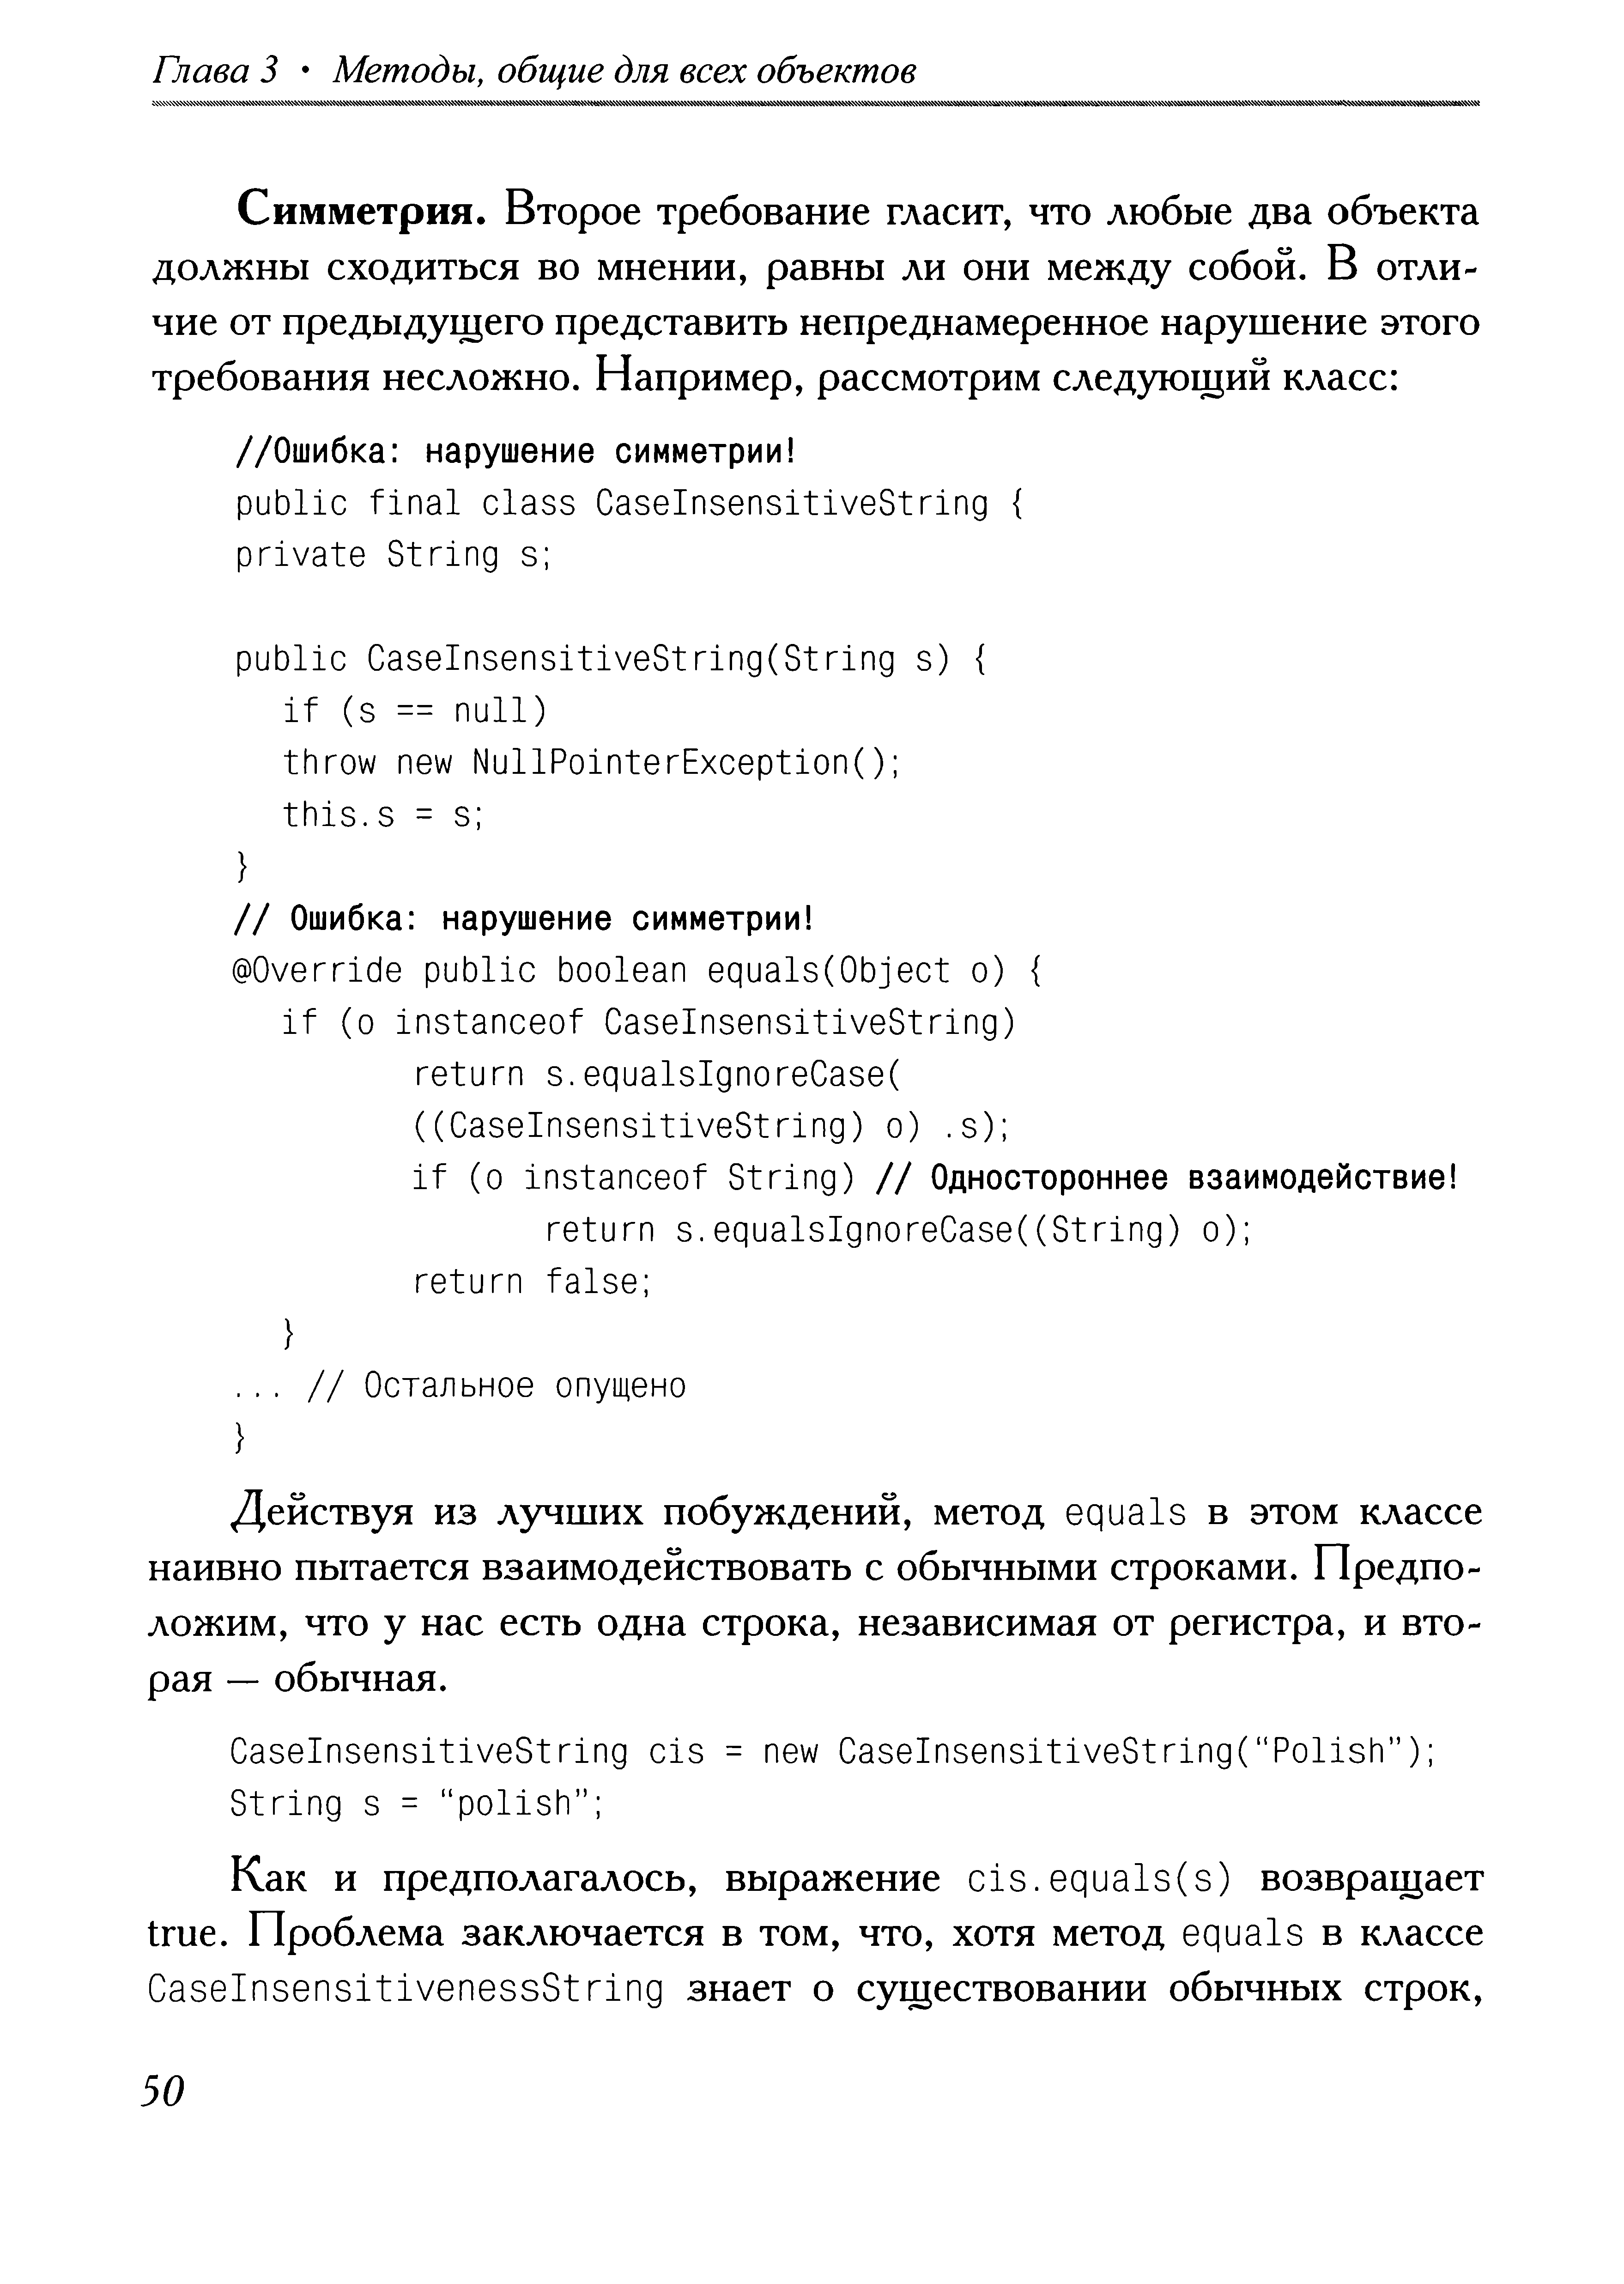 Глава 3 · Методы, общие для всех объектов
Симметрия. Второе требование гласит, что любые два объекта
должны сходиться во мнении, равны ли они между собой. В отли-
чие от предыдущего представить непреднамеренное нарушение этого
требования несложно. Например, рассмотрим следующий класс:
//Ошибка: нарушение симметрии!
public final class CaseInsensitiveString {
private String s;
public CaseInsensitiveString(String s) {
if (s == null)
throw new NullPointerException();
this.s = s;
}
// Ошибка: нарушение симметрии!
@Override public boolean equals(Object o) {
if (o instanceof CaseInsensitiveString)
return s.equalsIgnoreCase(
((CaseInsensitiveString) o) .s);
if (o instanceof String) // Одностороннее взаимодействие!
return s.equalsIgnoreCase((String) o);
return false;
}
... // Остальное опущено
}
Действуя из лучших побуждений, метод equals в этом классе
наивно пытается взаимодействовать с обычными строками. Предпо-
ложим, что у нас есть одна строка, независимая от регистра, и вто-
рая — обычная.
CaseInsensitiveString cis = new CaseInsensitiveString(“Polish”);
String s = “polish”;
Как и предполагалось, выражение cis.equals(s) возвращает
true. Проблема заключается в том, что, хотя метод equals в классе
CaseInsensitivenessString знает о существовании обычных строк,
50